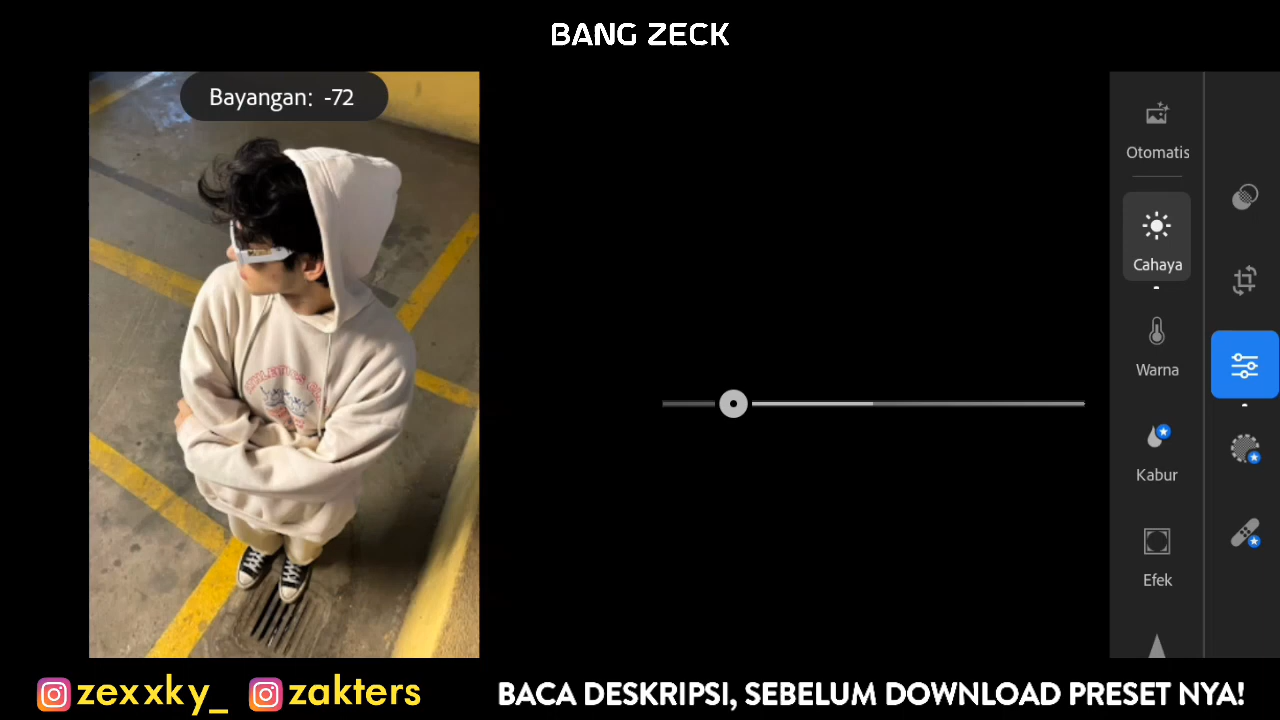 BANG ZECK
Bayangan: -72
Otomatis
Cahaya
Warna
Kabur
Efek
zexxky_ zakters
BACA DESKRIPSI, SEBELUM DOWNLOAD PRESET NYA!